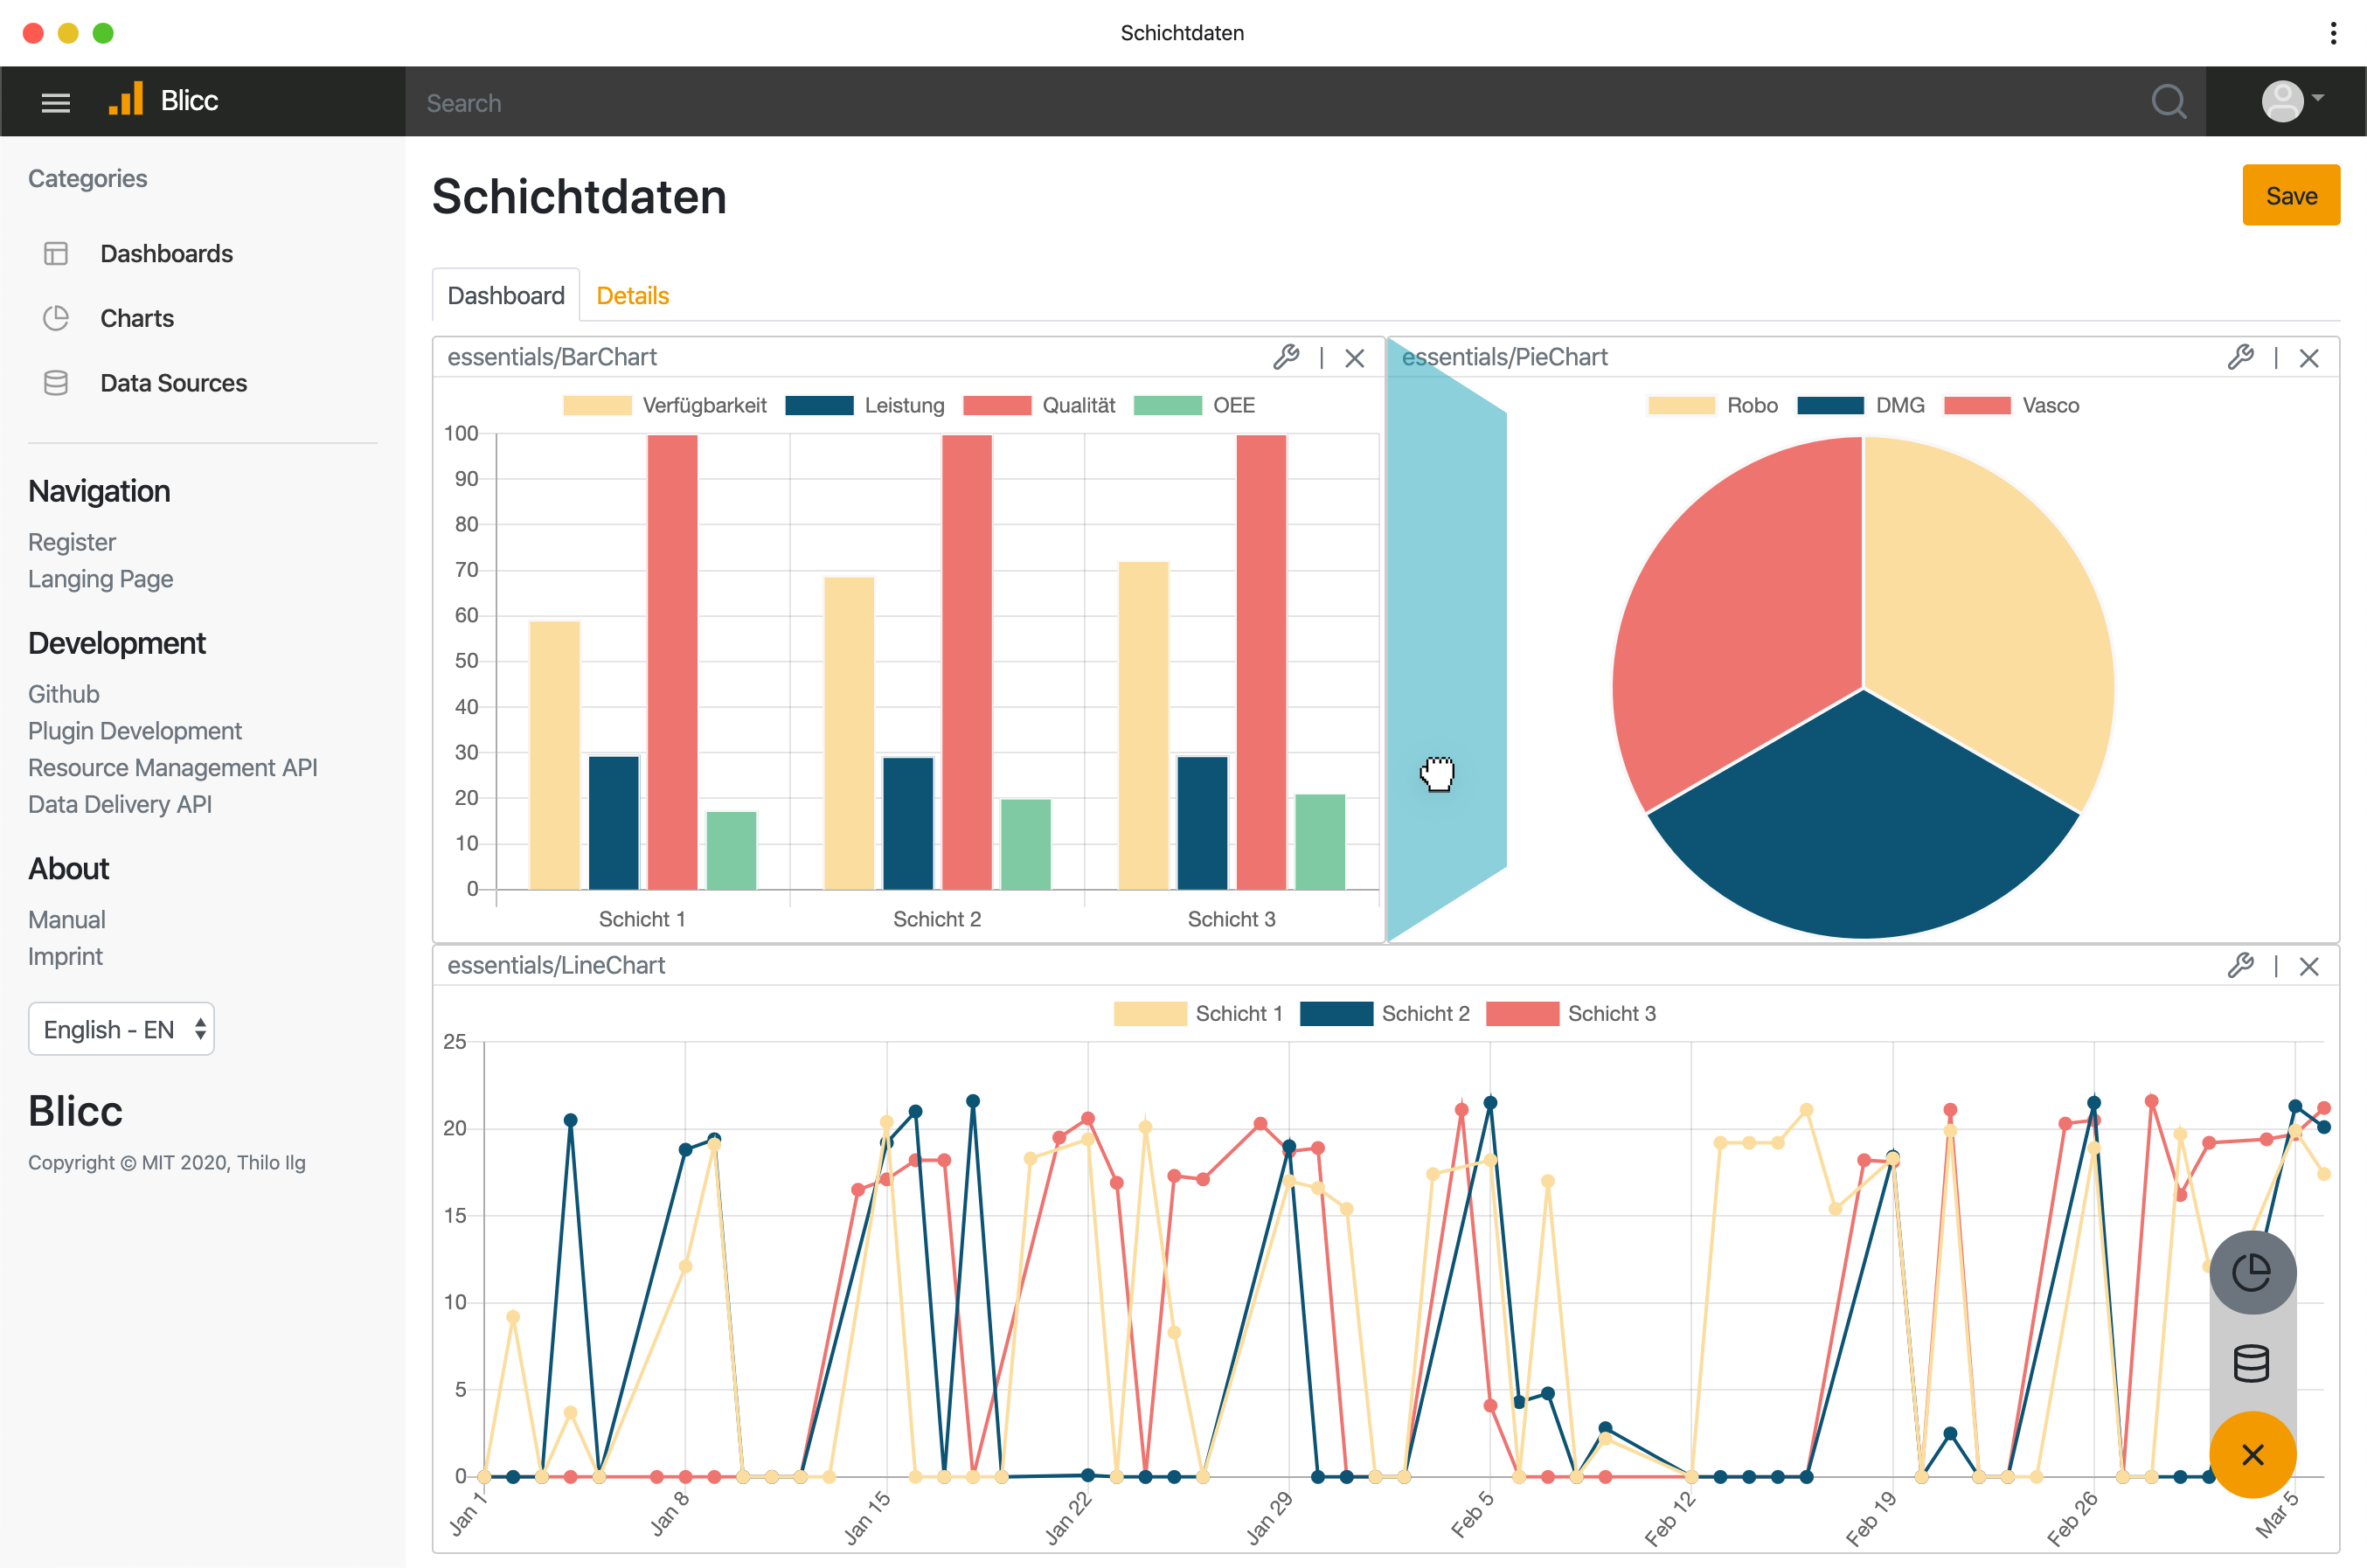 Schichtdaten
Blicc
Search
Categories
Dashboards
Charts
Data Sources
Navigation
Register
Langing Page
Development
Github
Plugin Development
Resource Management API
Data Delivery API
About
Manual
Imprint
English - EN
Blicc
Copyright © MIT 2020, Thilo Ilg
Schichtdaten
Save
Dashboard Details
essentials/BarChart |
Verfügbarkeit Leistung Qualität OEE
100
90
80
70
60
50
40
30
20
10
0
Schicht 1 Schicht 2 Schicht 3
essentials/PieChart |
Robo DMG Vasco
essentials/LineChart |
Schicht 1 Schicht 2 Schicht 3
25
20
15
10
5
0
Jan 1 Jan 8 Jan 15 Jan 22 Jan 29 Feb 5 Feb 12 Feb 19 Feb 26 Mar 5